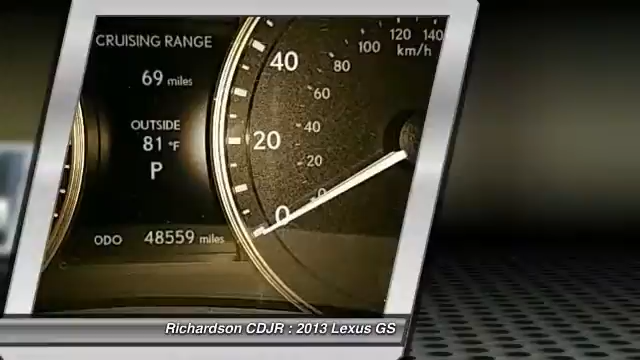 CRUISING RANGE
69 miles
OUTSIDE
81 °F
P
ODO 48559 miles
40
20
0
140
120
100
km/h
80
60
40
20
0
Richardson CDJR : 2013 Lexus GS